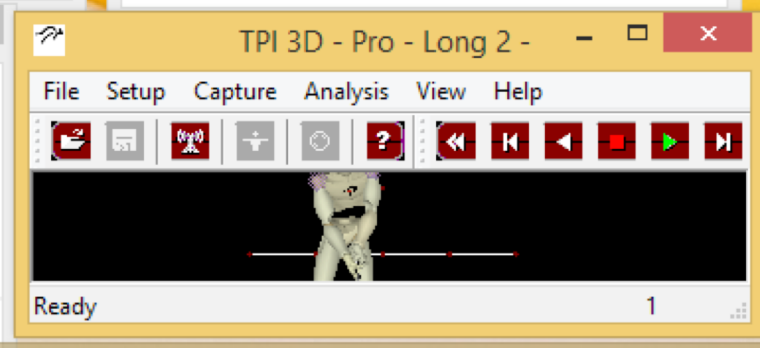 TPI 3D - Pro - Long 2 -
File Setup Capture Analysis View Help
?
Ready 1